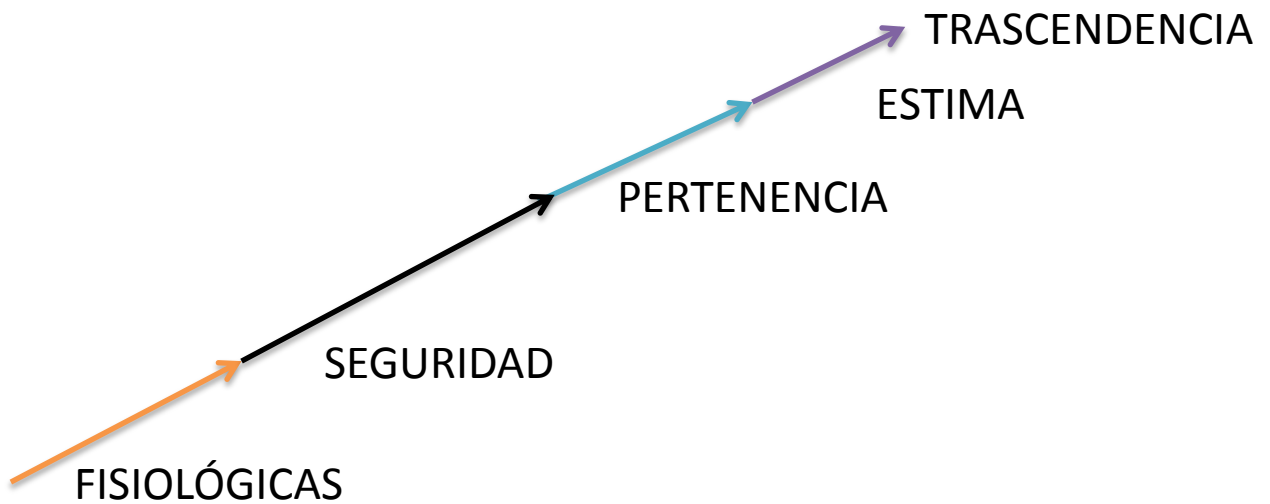 TRASCENDENCIA
ESTIMA
PERTENENCIA
SEGURIDAD
FISIOLÓGICAS